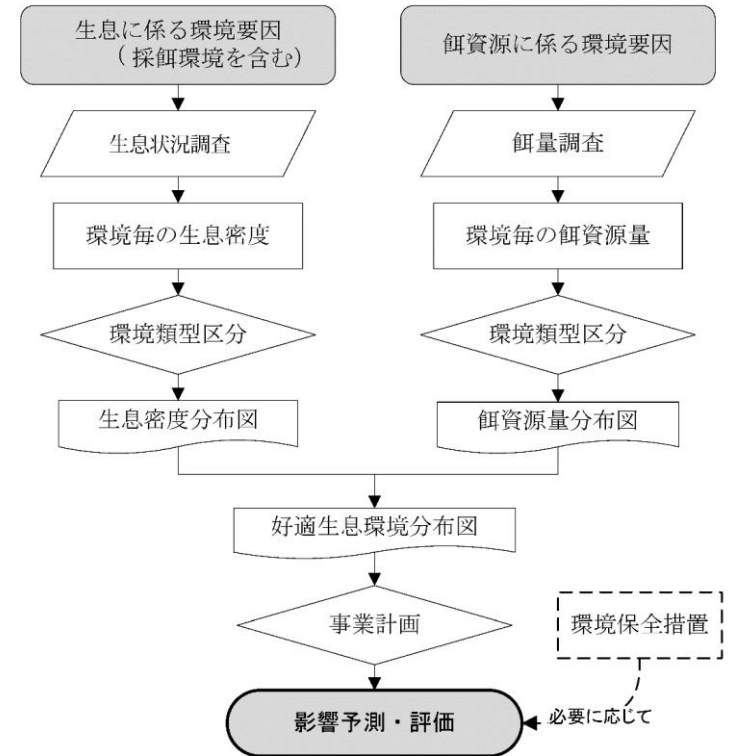 生息に係る環境要因
（採餌環境を含む）
餌資源に係る環境要因
生息状況調査
餌量調査
環境毎の生息密度
環境毎の餌資源量
環境類型区分
環境類型区分
生息密度分布図
餌資源量分布図
好適生息環境分布図
事業計画
環境保全措置
影響予測・評価
必要に応じて